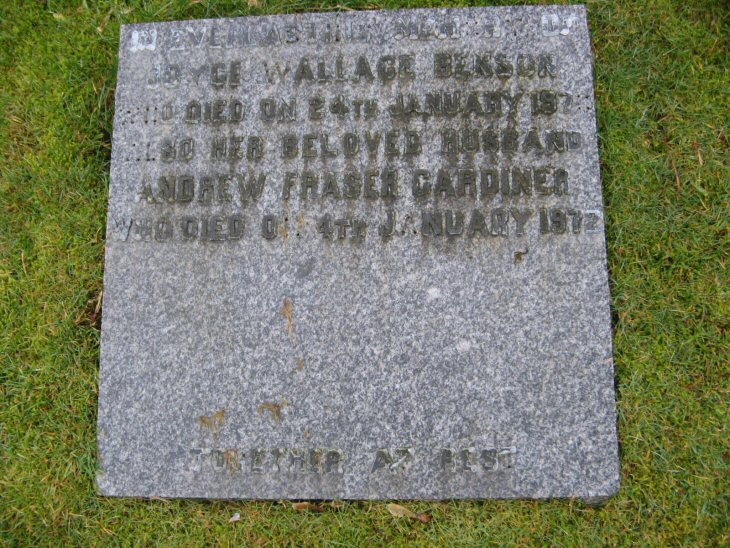 IN EVERLASTING MEMORY OF
JOYCE WALLACE BENSON
WHO DIED ON 24TH JANUARY
ALSO HER BELOVED HUSBAND
ANDREW FRASER GARDINER
WHO DIED ON 4TH JANUARY 1972
TOGETHER AT REST